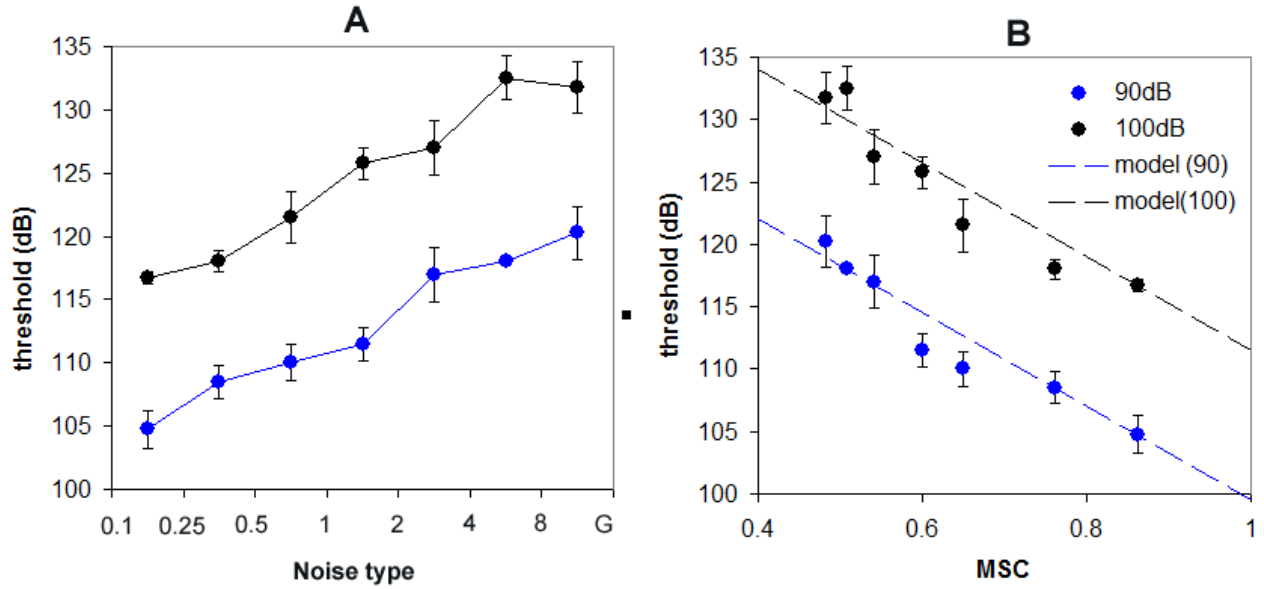 A
135
130
125
120
115
110
105
100
threshold (dB)
0.1 0.25 0.5 1 2 4 8 G
Noise type
B
135
130
125
120
115
110
105
100
threshold (dB)
90dB
100dB
model (90)
model(100)
0.4 0.6 0.8 1
MSC